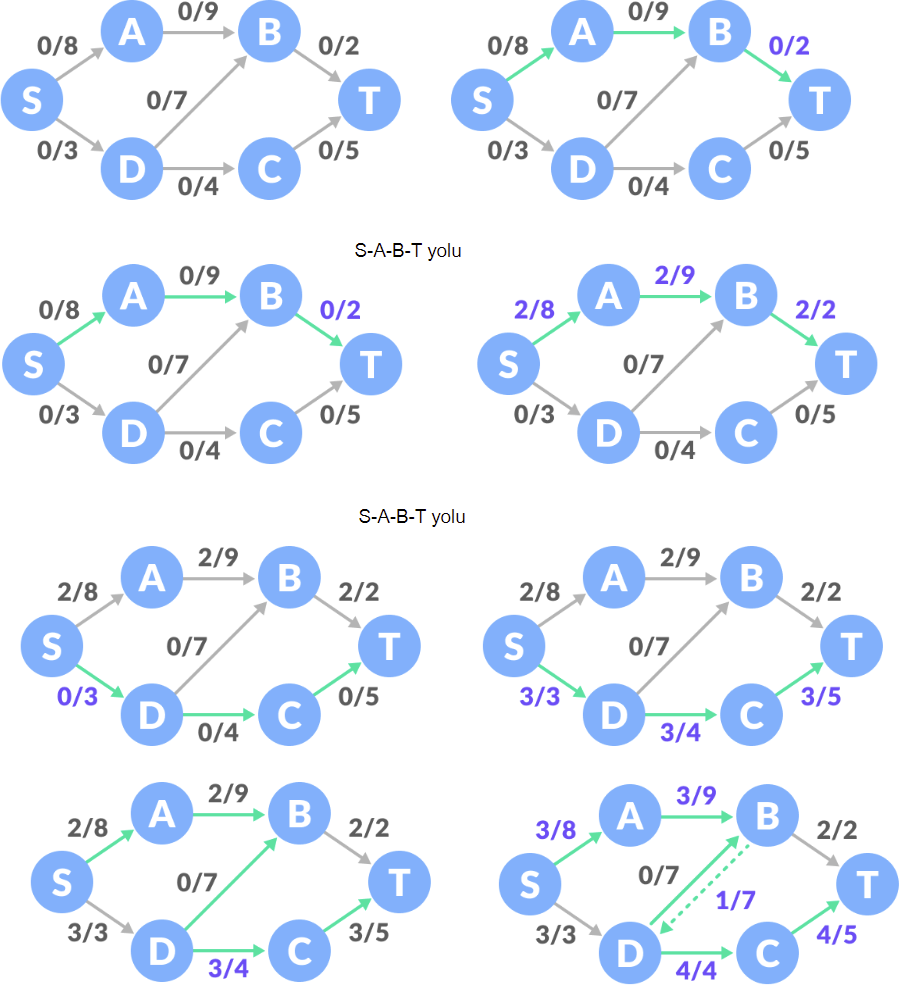 0/9 0/9
A B A B
0/8 0/2 0/8 0/2
S 0/7 T S 0/7 T
0/3 0/5 0/3 0/5
D C D C
0/4 0/4
S-A-B-T yolu
0/9 2/9
A B A B
0/8 0/2 2/8 2/2
S 0/7 T S 0/7 T
0/3 0/5 0/3 0/5
D C D C
0/4 0/4
S-A-B-T yolu
2/9 2/9
A B A B
2/8 2/2 2/8 2/2
S 0/7 T S 0/7 T
0/3 0/5 3/3 3/5
D C D C
0/4 3/4
2/9 3/9
A B A B
2/8 2/2 3/8 2/2
S 0/7 T S 0/7 1/7 T
3/3 3/5 3/3 4/5
D C D C
3/4 4/4